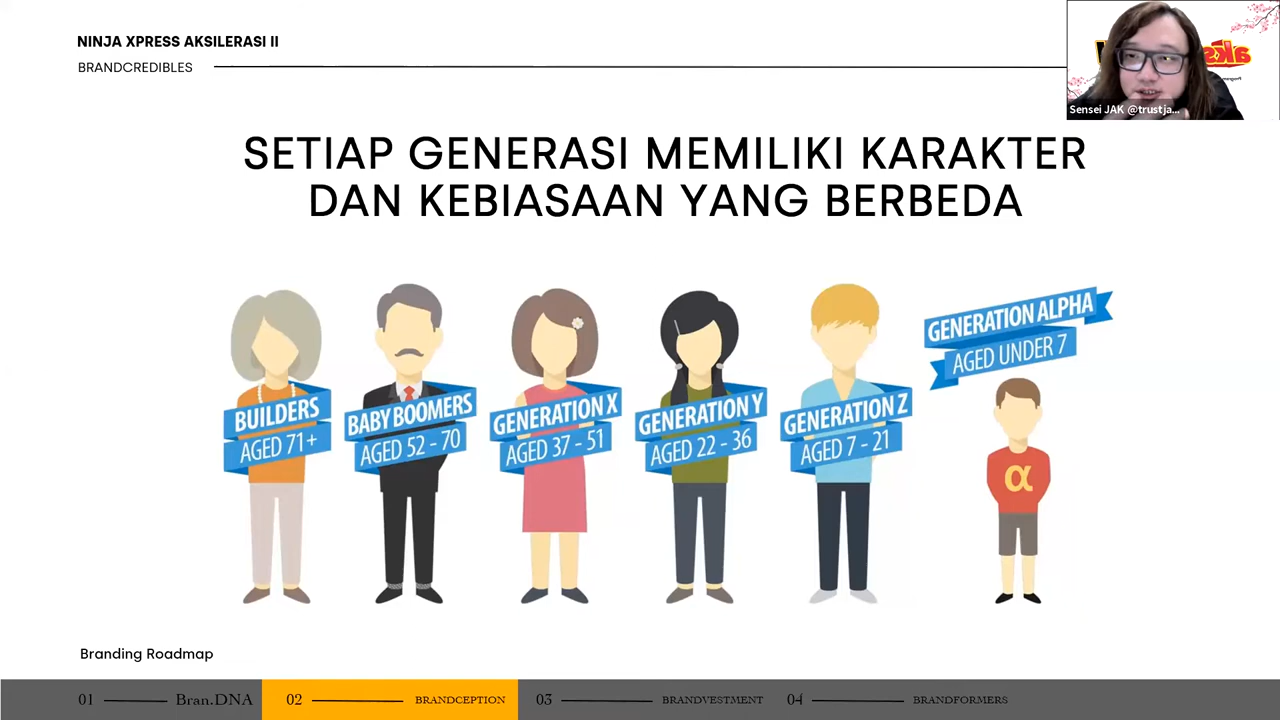 NINJA XPRESS AKSILERASI II
BRANDCREDIBLES
Sensei JAK @trustja...
SETIAP GENERASI MEMILIKI KARAKTER
DAN KEBIASAAN YANG BERBEDA
BUILDERS
AGED 71+
BABY BOOMERS
AGED 52 - 70
GENERATION X
AGED 37 - 51
GENERATION Y
AGED 22 - 36
GENERATION Z
AGED 7 - 21
GENERATION ALPHA
AGED UNDER 7
α
Branding Roadmap
01 Bran.DNA 02 BRANDCEPTION 03 BRANDVESTMENT 04 BRANDFORMERS